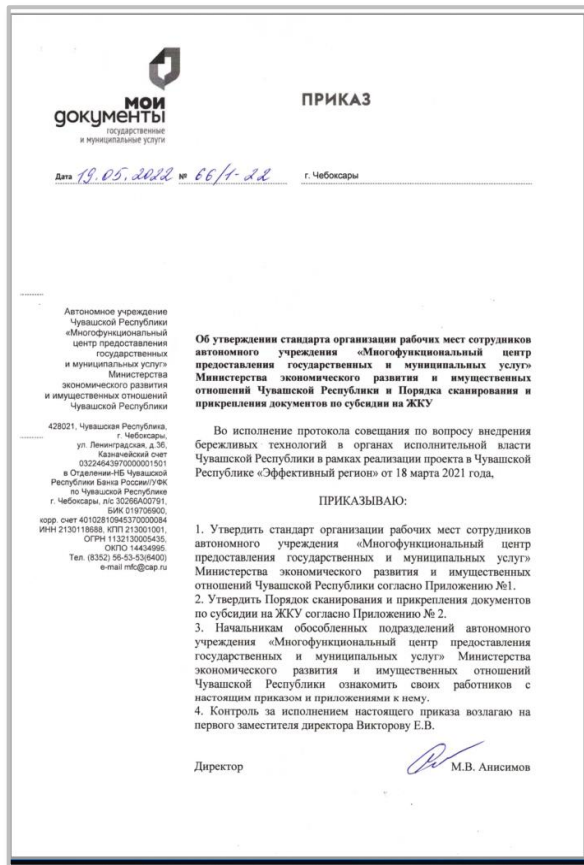 мои
документы
государственные
и муниципальные услуги
ПРИКАЗ
Дата 19.05.2022 № 66/1-22
г. Чебоксары
Автономное учреждение
Чувашской Республики
«Многофункциональный
центр предоставления
государственных
и муниципальных услуг»
Министерства
экономического развития
и имущественных отношений
Чувашской Республики
428021, Чувашская Республика,
г. Чебоксары,
ул. Ленинградская, д.36,
Казначейский счет
03224643970000001501
в Отделении-НБ Чувашской
Республики Банка России//УФК
по Чувашской Республике
г. Чебоксары, л/с 30266А00791,
БИК 019706900,
корр. счет 40102810945370000084
ИНН 2130118688, КПП 213001001,
ОГРН 1132130005435,
ОКПО 14434995.
Тел. (8352) 56-53-53(6400)
e-mail mfc@cap.ru
Об утверждении стандарта организации рабочих мест сотрудников
автономного учреждения «Многофункциональный центр
предоставления государственных и муниципальных услуг»
Министерства экономического развития и имущественных
отношений Чувашской Республики и Порядка сканирования и
прикрепления документов по субсидии на ЖКУ
Во исполнение протокола совещания по вопросу внедрения
бережливых технологий в органах исполнительной власти
Чувашской Республики в рамках реализации проекта в Чувашской
Республике «Эффективный регион» от 18 марта 2021 года,
ПРИКАЗЫВАЮ:
1. Утвердить стандарт организации рабочих мест сотрудников
автономного учреждения «Многофункциональный центр
предоставления государственных и муниципальных услуг»
Министерства экономического развития и имущественных
отношений Чувашской Республики согласно Приложению №1.
2. Утвердить Порядок сканирования и прикрепления документов
по субсидии на ЖКУ согласно Приложению № 2.
3. Начальникам обособленных подразделений автономного
учреждения «Многофункциональный центр предоставления
государственных и муниципальных услуг» Министерства
экономического развития и имущественных отношений
Чувашской Республики ознакомить своих работников с
настоящим приказом и приложениями к нему.
4. Контроль за исполнением настоящего приказа возлагаю на
первого заместителя директора Викторову Е.В.
Директор
М.В. Анисимов